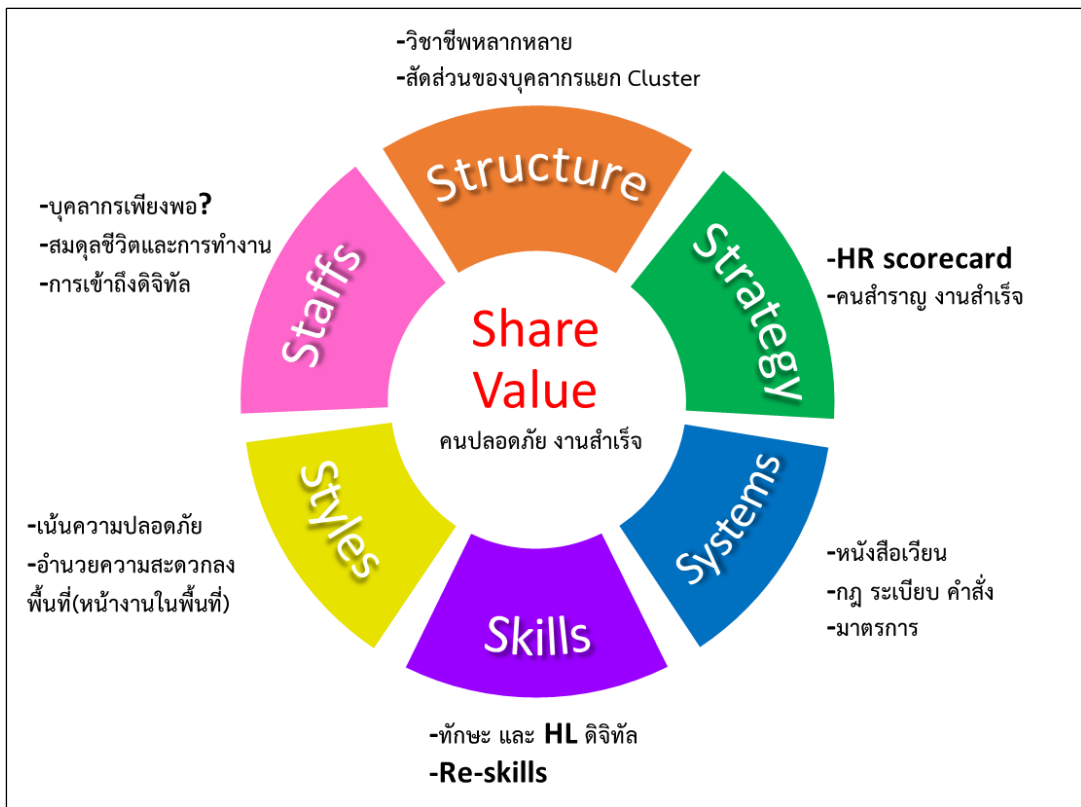 -วิชาชีพหลากหลาย
-สัดส่วนของบุคลากรแยก Cluster
Structure
Strategy
-HR scorecard
-คนสำราญ งานสำเร็จ
Systems
-หนังสือเวียน
-กฎ ระเบียบ คำสั่ง
-มาตรการ
Skills
-ทักษะ และ HL ดิจิทัล
-Re-skills
Styles
-เน้นความปลอดภัย
-อำนวยความสะดวกลง
พื้นที่(หน้างานในพื้นที่)
Staffs
-บุคลากรเพียงพอ?
-สมดุลชีวิตและการทำงาน
-การเข้าถึงดิจิทัล
Share
Value
คนปลอดภัย งานสำเร็จ